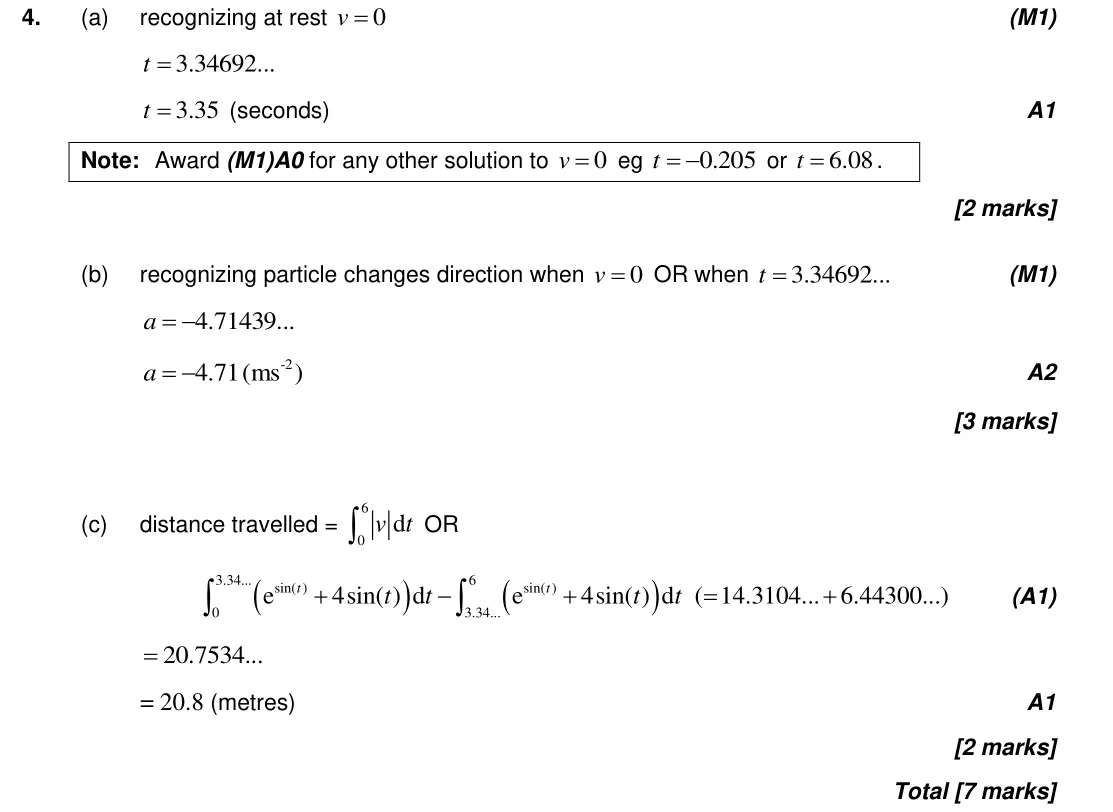 4. (a) recognizing at rest v = 0 (M1)
t = 3.34692...
t = 3.35 (seconds) A1
Note: Award (M1)A0 for any other solution to v = 0 eg t = −0.205 or t = 6.08.
[2 marks]
(b) recognizing particle changes direction when v = 0 OR when t = 3.34692... (M1)
a = −4.71439...
a = −4.71 (ms⁻²) A2
[3 marks]
(c) distance travelled = ∫₀⁶ |v| dt OR
∫₀^3.34... (e^sin(t) + 4sin(t)) dt − ∫_3.34...^6 (e^sin(t) + 4sin(t)) dt (= 14.3104... + 6.44300...) (A1)
= 20.7534...
= 20.8 (metres) A1
[2 marks]
Total [7 marks]